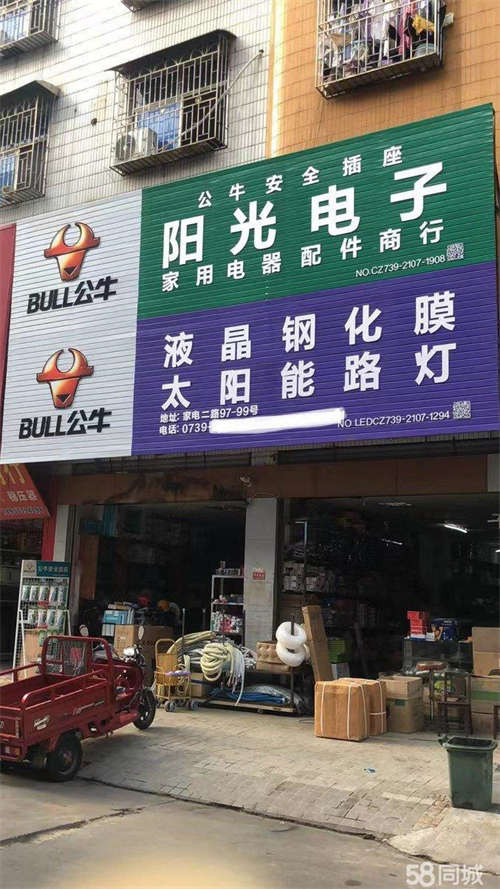 公牛安全插座
阳光电子
家用电器 配件商行
NO.CZ739-2107-1908
BULL公牛
BULL公牛
液晶钢化膜
太阳能路灯
地址: 家电二路97-99号
电话: 0739-
NO LEDCZ739-2107-1294
稳压器
58同城